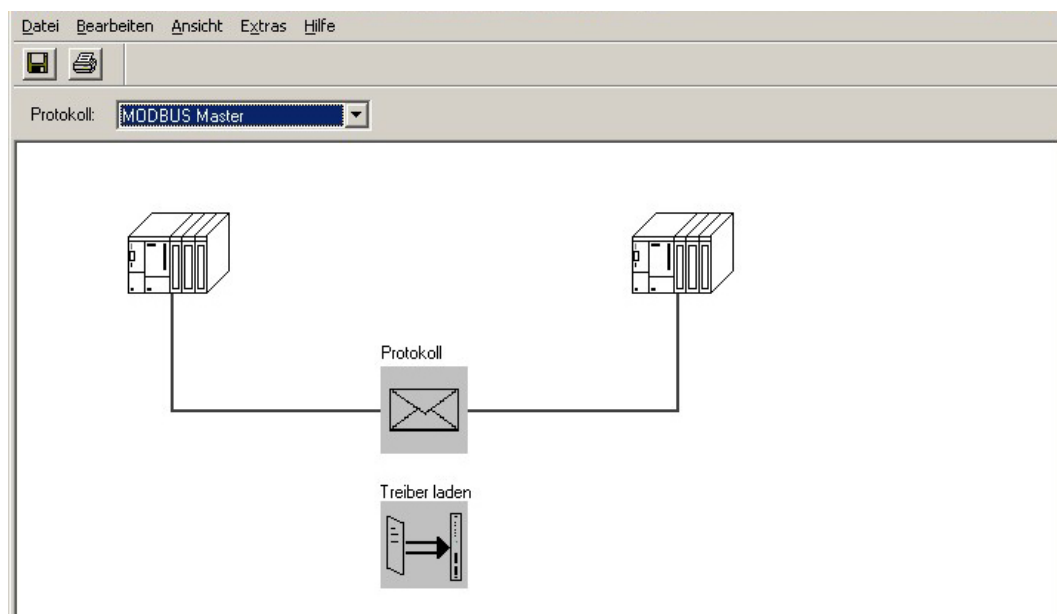 Datei Bearbeiten Ansicht Extras Hilfe
Protokoll: MODBUS Master
Protokoll
Treiber laden